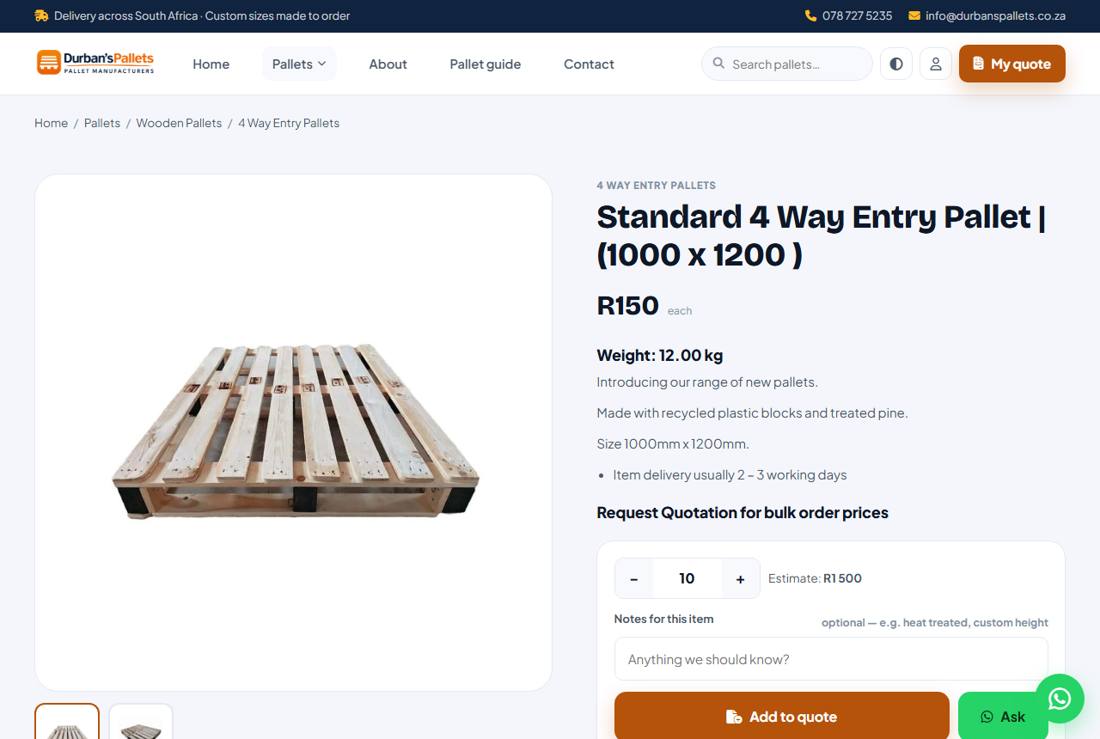 Delivery across South Africa · Custom sizes made to order
078 727 5235
info@durbanspallets.co.za
Durban'sPallets
PALLET MANUFACTURERS
Home
Pallets
About
Pallet guide
Contact
Search pallets...
My quote
Home / Pallets / Wooden Pallets / 4 Way Entry Pallets
4 WAY ENTRY PALLETS
Standard 4 Way Entry Pallet |
(1000 x 1200 )
R150 each
Weight: 12.00 kg
Introducing our range of new pallets.
Made with recycled plastic blocks and treated pine.
Size 1000mm x 1200mm.
• Item delivery usually 2 – 3 working days
Request Quotation for bulk order prices
− 10 + Estimate: R1 500
Notes for this item
optional — e.g. heat treated, custom height
Anything we should know?
Add to quote
Ask